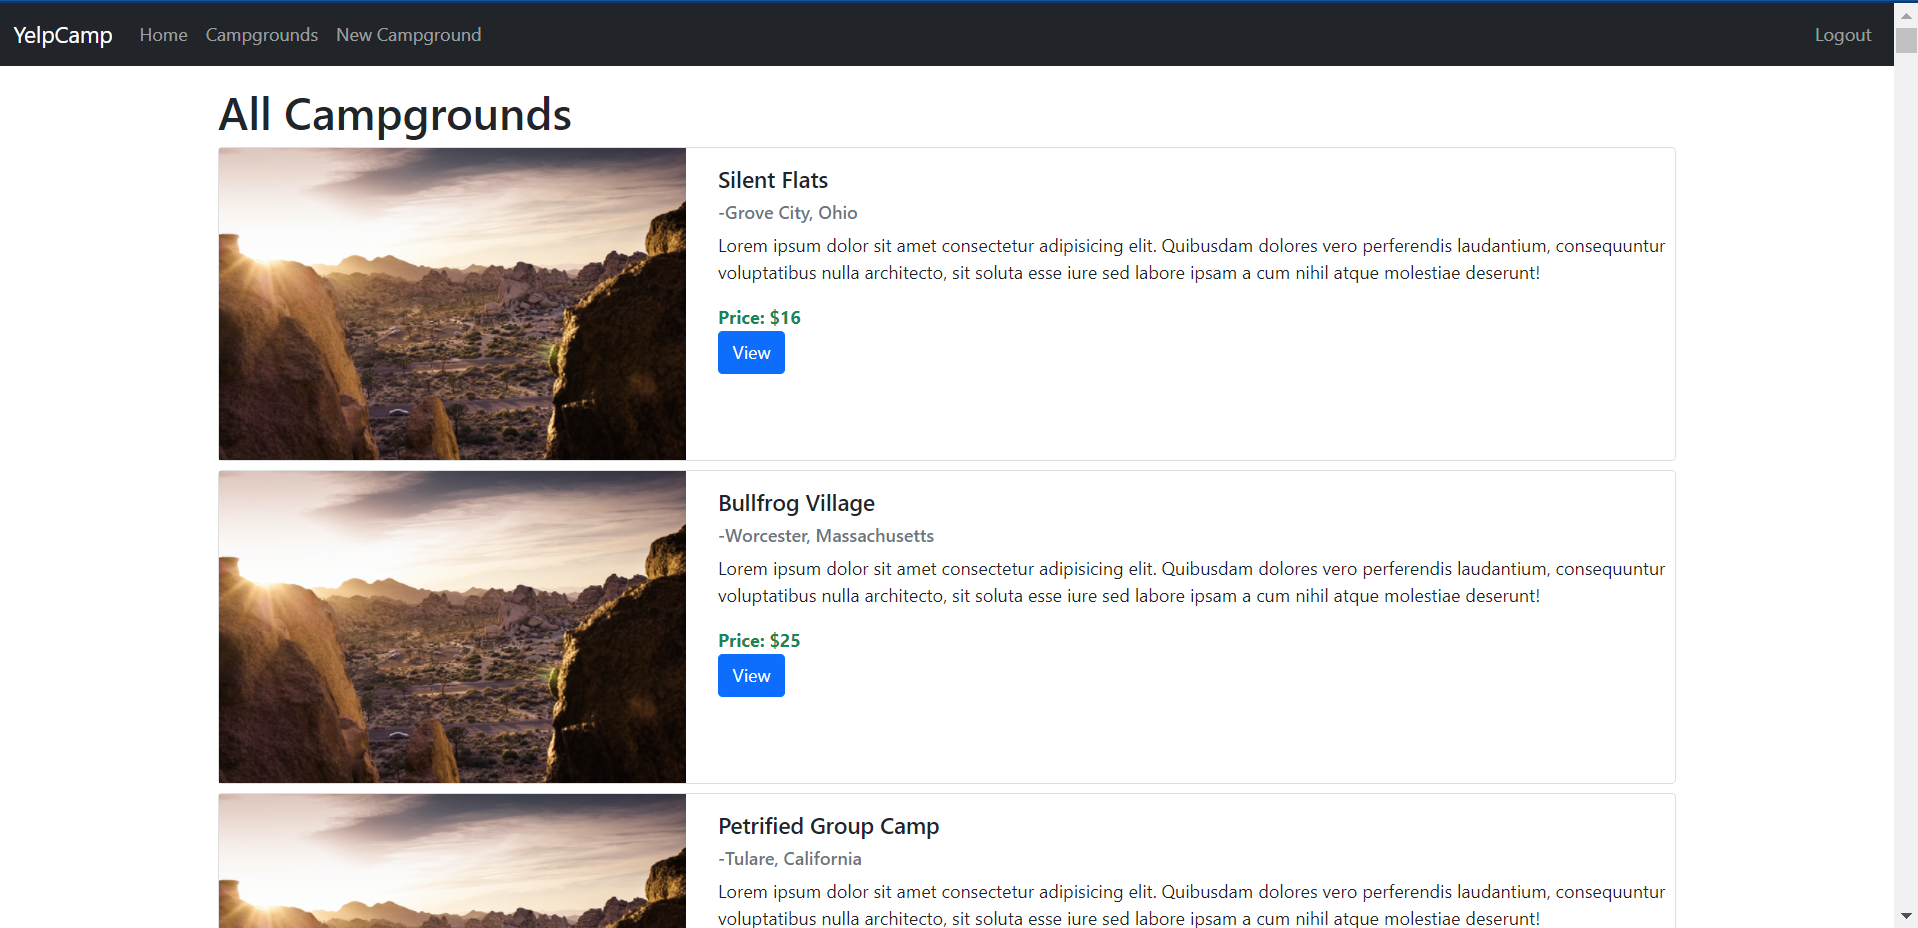 YelpCamp Home Campgrounds New Campground Logout
All Campgrounds
Silent Flats
-Grove City, Ohio
Lorem ipsum dolor sit amet consectetur adipisicing elit. Quibusdam dolores vero perferendis laudantium, consequuntur
voluptatibus nulla architecto, sit soluta esse iure sed labore ipsam a cum nihil atque molestiae deserunt!
Price: $16
View
Bullfrog Village
-Worcester, Massachusetts
Lorem ipsum dolor sit amet consectetur adipisicing elit. Quibusdam dolores vero perferendis laudantium, consequuntur
voluptatibus nulla architecto, sit soluta esse iure sed labore ipsam a cum nihil atque molestiae deserunt!
Price: $25
View
Petrified Group Camp
-Tulare, California
Lorem ipsum dolor sit amet consectetur adipisicing elit. Quibusdam dolores vero perferendis laudantium, consequuntur
voluptatibus nulla architecto, sit soluta esse iure sed labore ipsam a cum nihil atque molestiae deserunt!